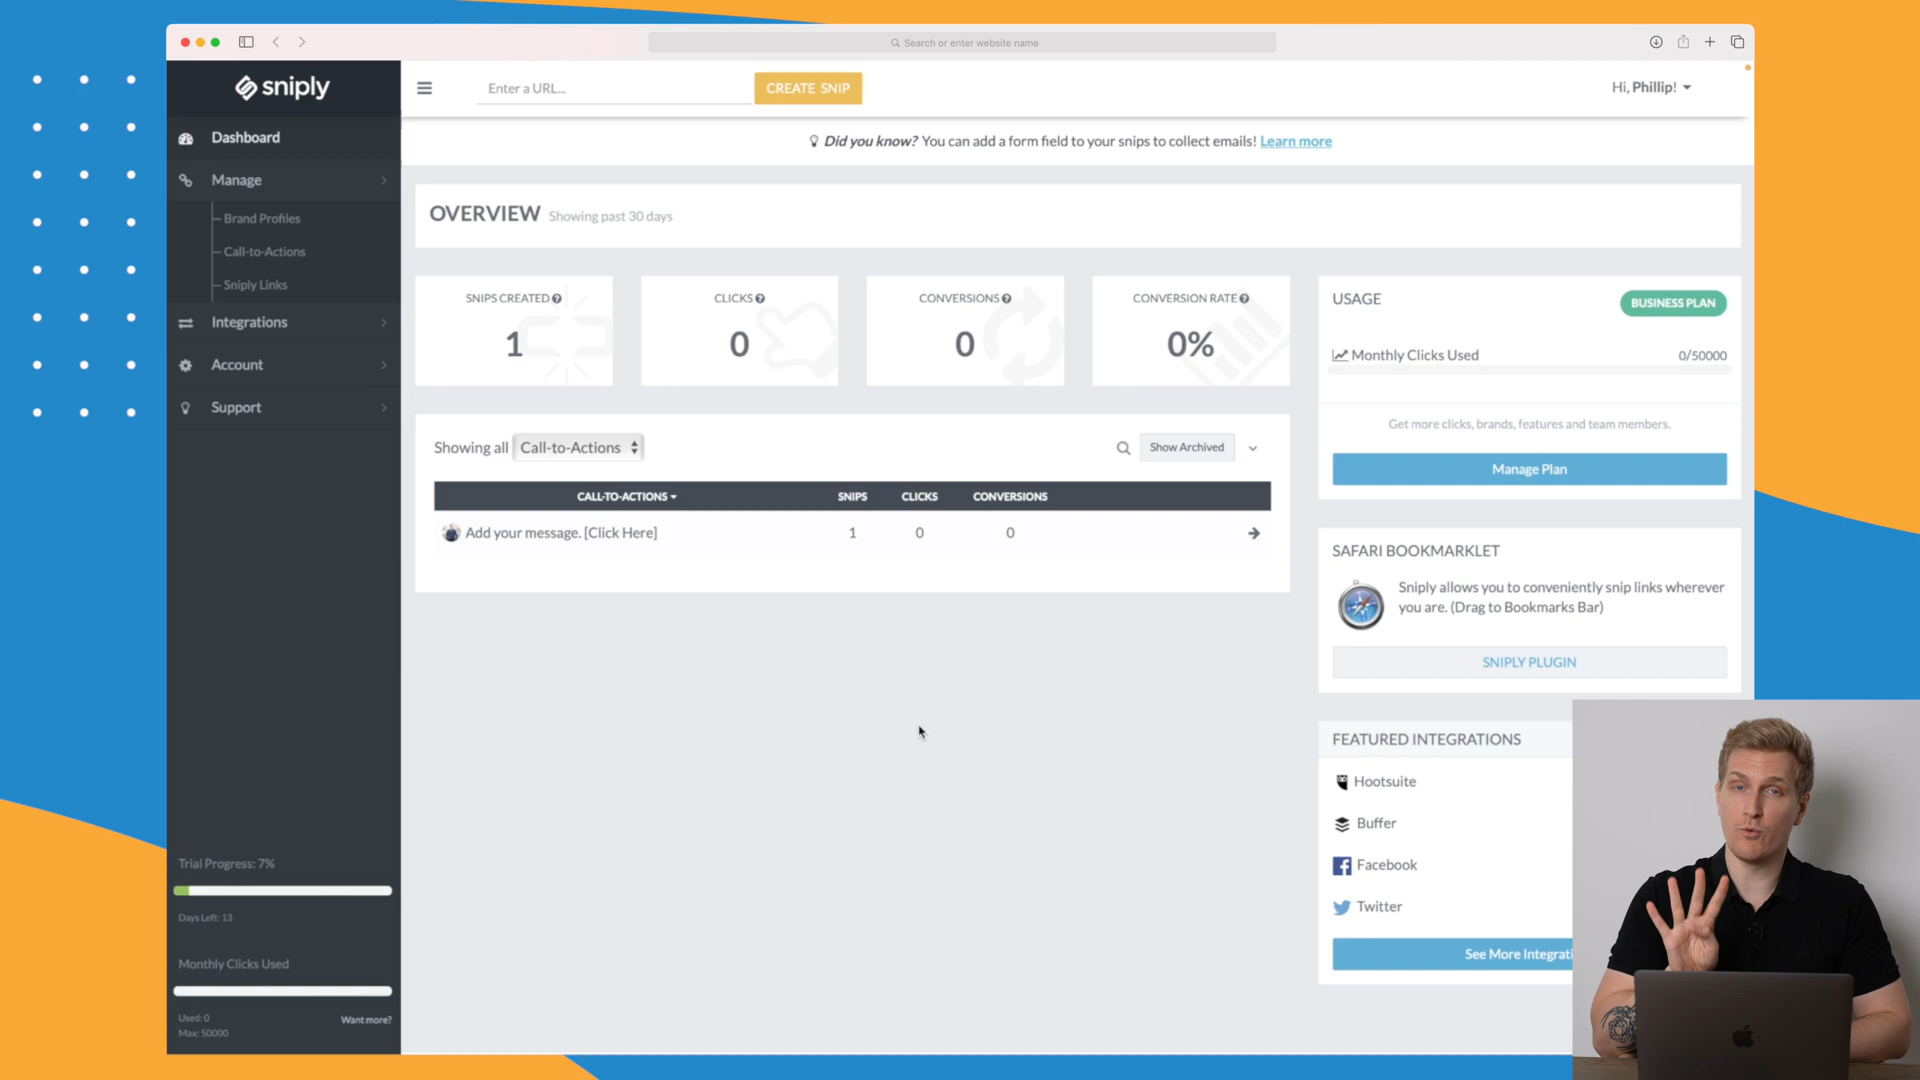 Search or enter website name
sniply
Enter a URL...
CREATE SNIP
Hi, Phillip!
Did you know? You can add a form field to your snips to collect emails! Learn more
Dashboard
Manage
Brand Profiles
Call-to-Actions
Sniply Links
Integrations
Account
Support
Trial Progress: 7%
Days Left: 13
Monthly Clicks Used
Used: 0
Max: 50000
Want more?
OVERVIEW Showing past 30 days
SNIPS CREATED
1
CLICKS
0
CONVERSIONS
0
CONVERSION RATE
0%
Showing all Call-to-Actions
Show Archived
CALL-TO-ACTIONS SNIPS CLICKS CONVERSIONS
Add your message. [Click Here] 1 0 0
USAGE
BUSINESS PLAN
Monthly Clicks Used 0/50000
Get more clicks, brands, features and team members.
Manage Plan
SAFARI BOOKMARKLET
Sniply allows you to conveniently snip links wherever
you are. (Drag to Bookmarks Bar)
SNIPLY PLUGIN
FEATURED INTEGRATIONS
Hootsuite
Buffer
Facebook
Twitter
See More Integrati